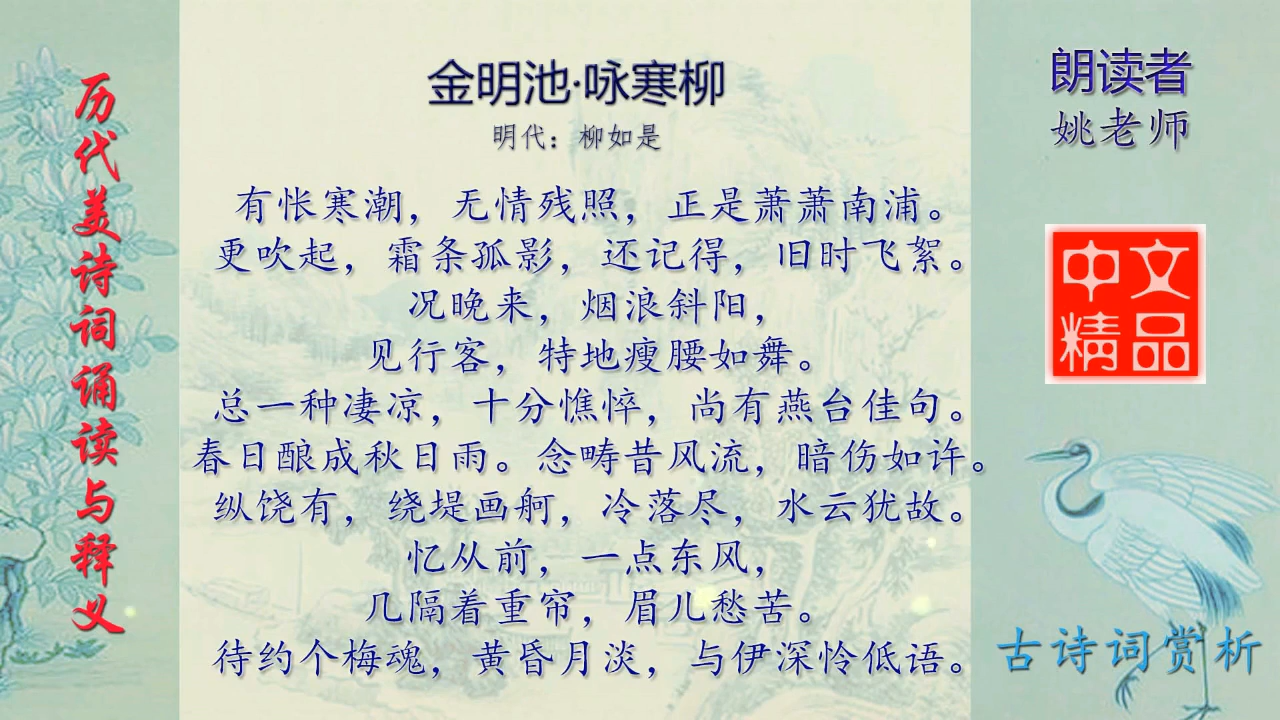 历代美诗词诵读与释义
金明池·咏寒柳
明代：柳如是
有怅寒潮，无情残照，正是萧萧南浦。
更吹起，霜条孤影，还记得，旧时飞絮。
况晚来，烟浪斜阳，
见行客，特地瘦腰如舞。
总一种凄凉，十分憔悴，尚有燕台佳句。
春日酿成秋日雨。念畴昔风流，暗伤如许。
纵饶有，绕堤画舸，冷落尽，水云犹故。
忆从前，一点东风，
几隔着重帘，眉儿愁苦。
待约个梅魂，黄昏月淡，与伊深怜低语。
朗读者
姚老师
中文
精品
古诗词赏析